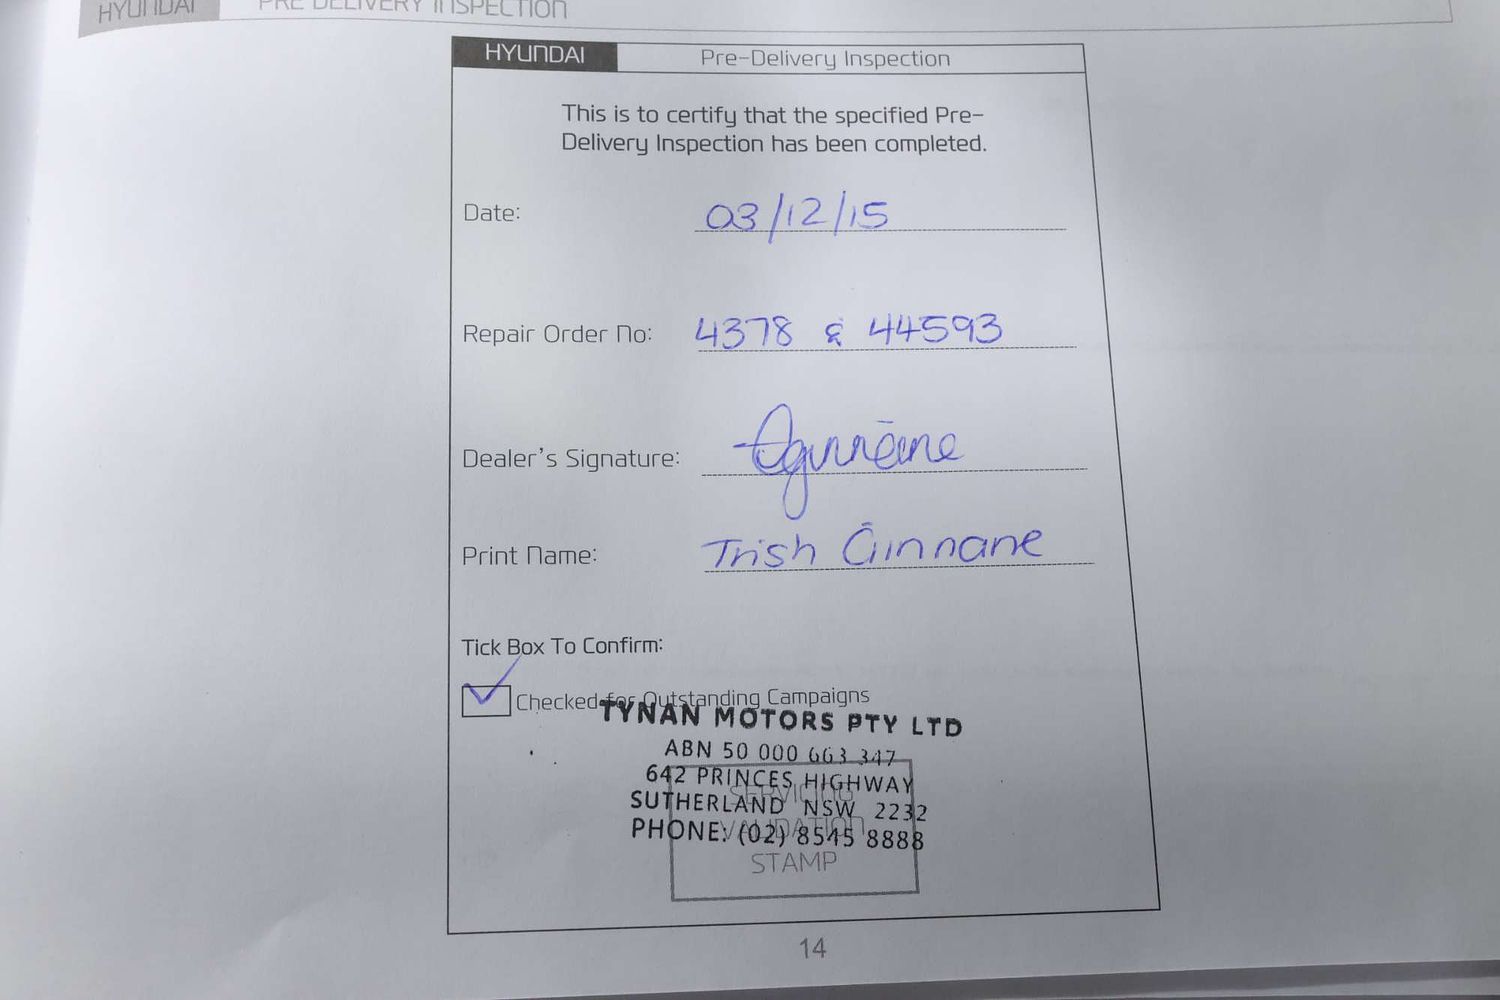 HYUNDAI PRE DELIVERY INSPECTION
HYUNDAI Pre-Delivery Inspection
This is to certify that the specified Pre-
Delivery Inspection has been completed.
Date: 03/12/15
Repair Order No: 4378 & 44593
Dealer's Signature:
Print Name: Trish Ginnane
Tick Box To Confirm:
Checked for Outstanding Campaigns
TYNAN MOTORS PTY LTD
ABN 50 000 663 347
642 PRINCES HIGHWAY
SERVICING
SUTHERLAND NSW 2232
VALIDATION
PHONE: (02) 8545 8888
STAMP
14